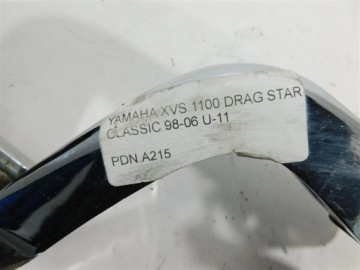 YAMAHA XVS 1100 DRAG STAR
CLASSIC 98-06 U-11
PDN A215